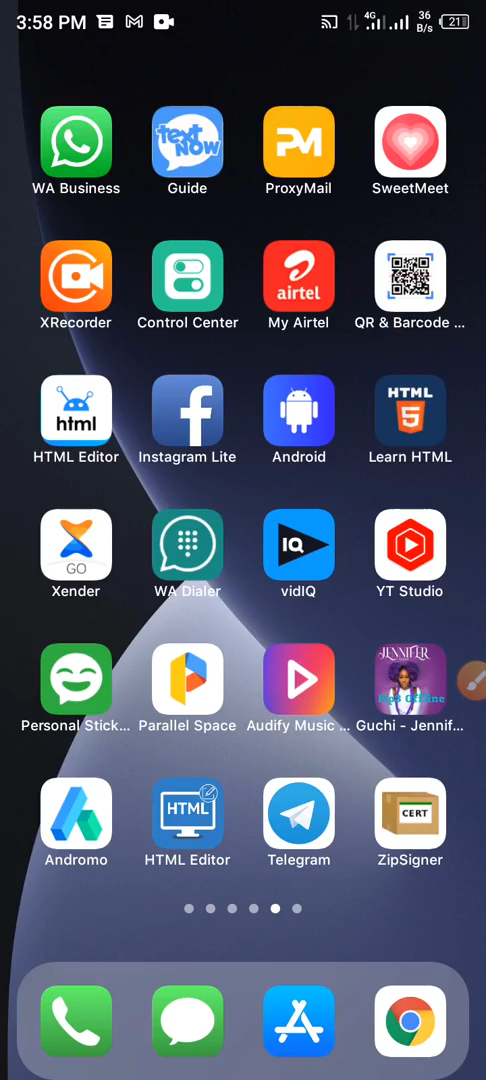 3:58 PM
4G
36
B/s
21
text
NOW
PM
WA Business
Guide
ProxyMail
SweetMeet
airtel
XRecorder
Control Center
My Airtel
QR & Barcode ...
html
HTML
5
HTML Editor
Instagram Lite
Android
Learn HTML
GO
IQ
Xender
WA Dialer
vidIQ
YT Studio
JENNIFER
Mp3 Offline
Personal Stick...
Parallel Space
Audify Music ...
Guchi - Jennif...
HTML
CERT
Andromo
HTML Editor
Telegram
ZipSigner